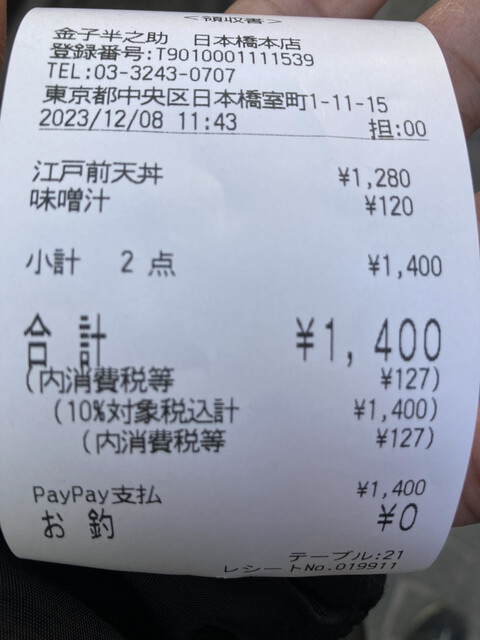 <領収書>
金子半之助 日本橋本店
登録番号:T9010001111539
TEL:03-3243-0707
東京都中央区日本橋室町1-11-15
2023/12/08 11:43 担:00
江戸前天丼 ¥1,280
味噌汁 ¥120
小計 2 点 ¥1,400
合計 ¥1,400
(内消費税等 ¥127)
(10%対象税込計 ¥1,400)
(内消費税等 ¥127)
PayPay支払 ¥1,400
お釣 ¥0
テーブル:21
レシートNo.019911